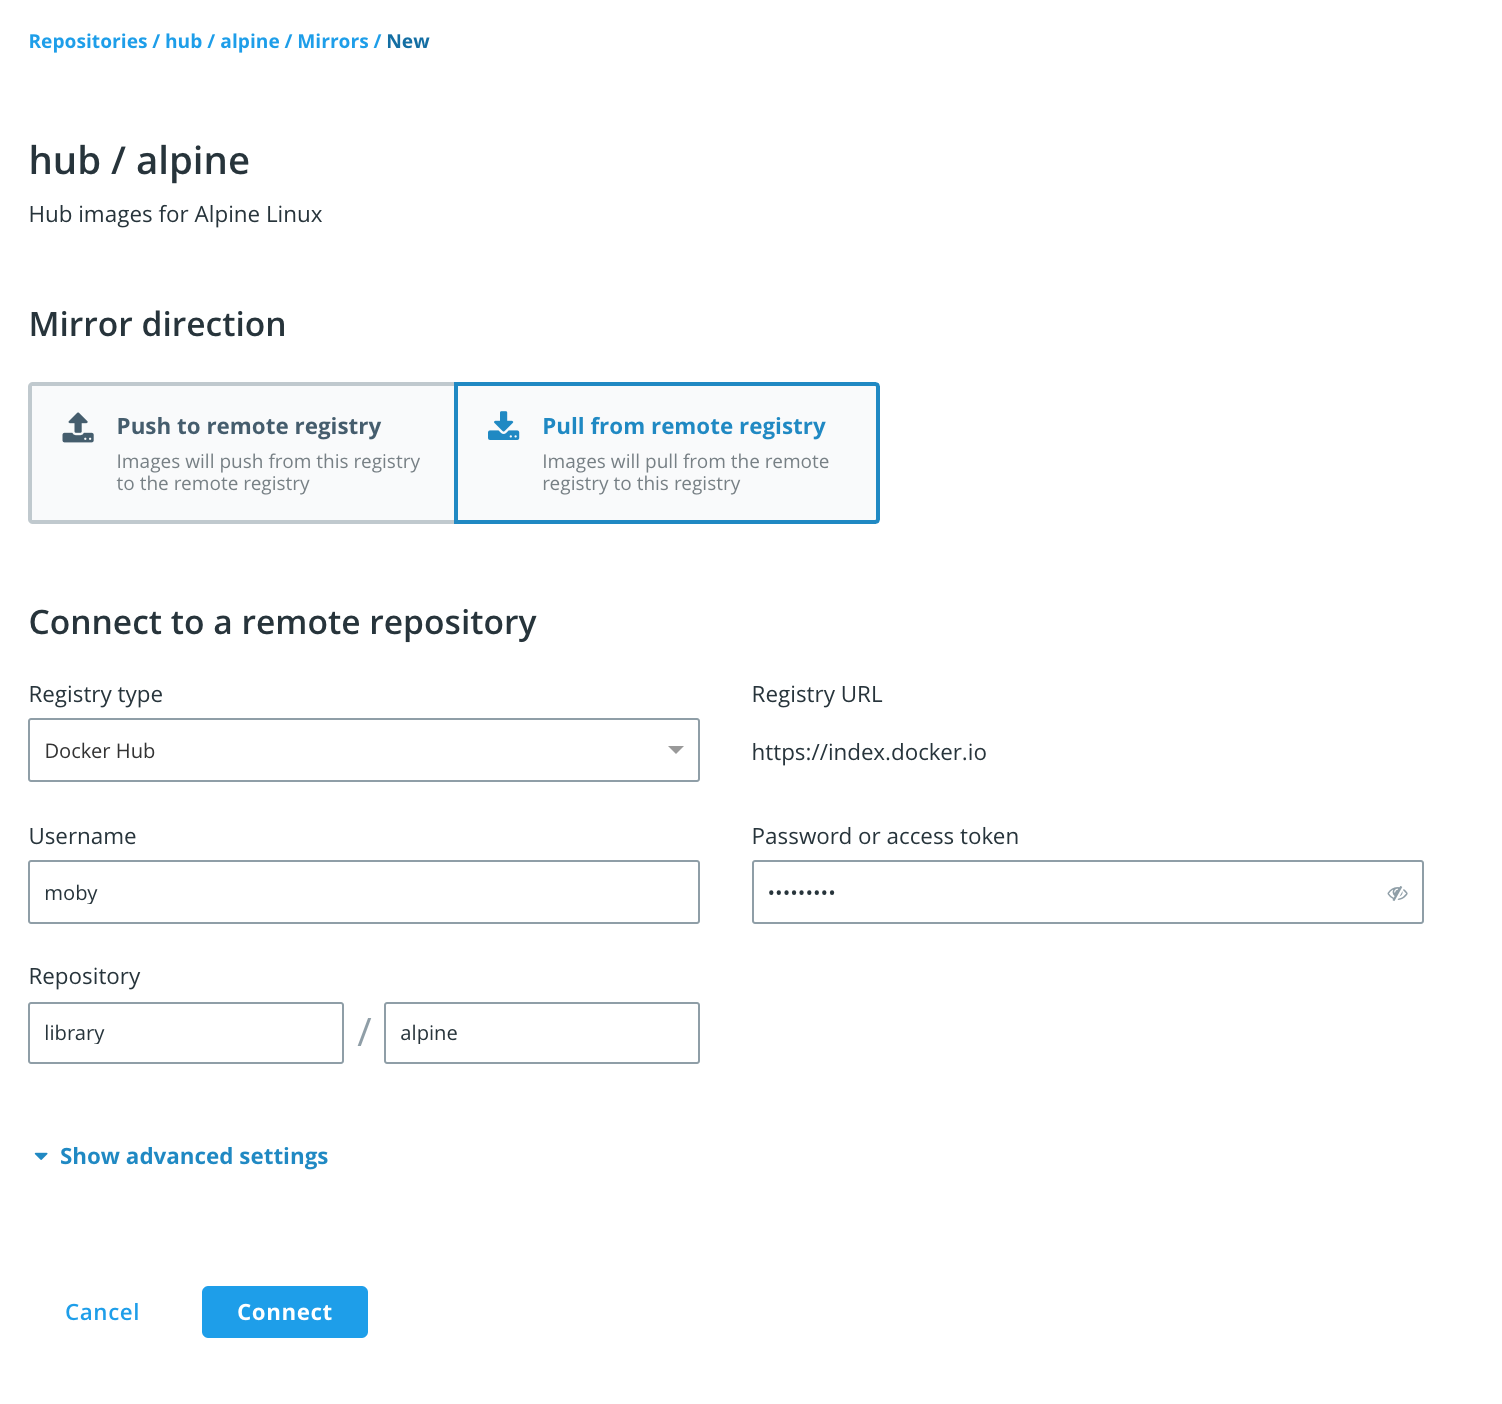 Repositories / hub / alpine / Mirrors / New
hub / alpine
Hub images for Alpine Linux
Mirror direction
Push to remote registry
Images will push from this registry
to the remote registry
Pull from remote registry
Images will pull from the remote
registry to this registry
Connect to a remote repository
Registry type
Docker Hub
Registry URL
https://index.docker.io
Username
moby
Password or access token
•••••••••
Repository
library / alpine
Show advanced settings
Cancel
Connect